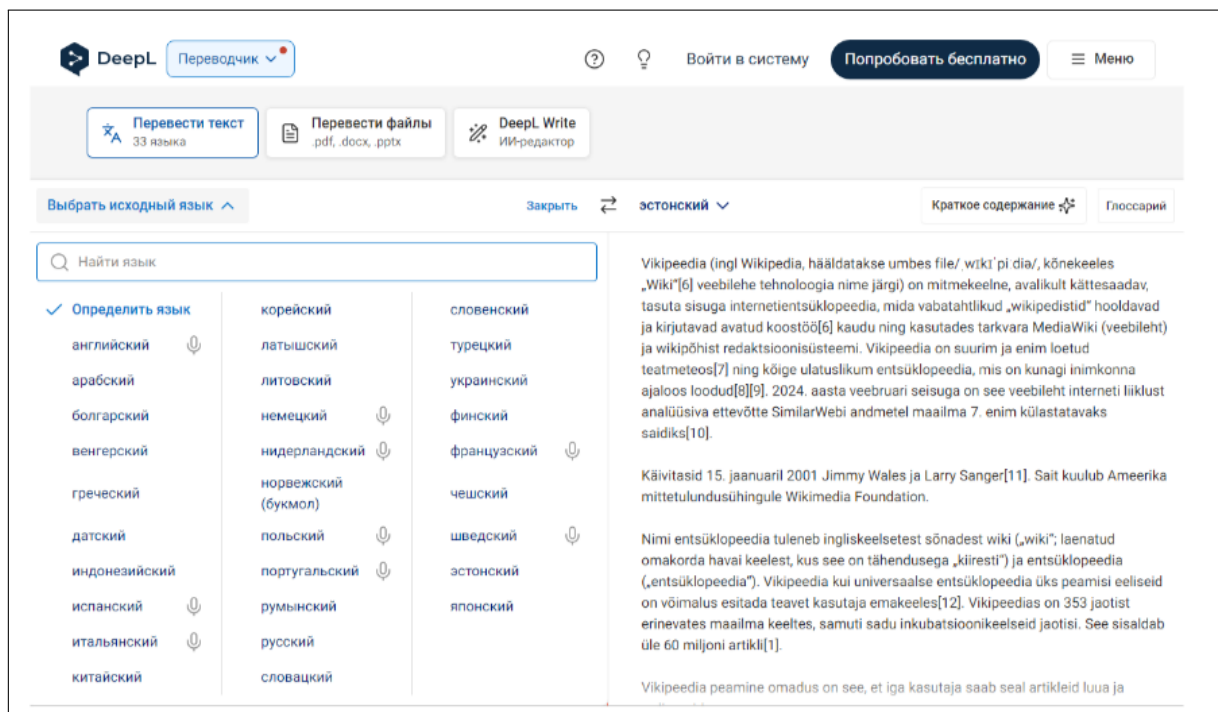 DeepL
Переводчик
Войти в систему
Попробовать бесплатно
Меню
Перевести текст
33 языка
Перевести файлы
.pdf, .docx, .pptx
DeepL Write
ИИ-редактор
Выбрать исходный язык
Закрыть
эстонский
Краткое содержание
Глоссарий
Найти язык
Определить язык
английский
арабский
болгарский
венгерский
греческий
датский
индонезийский
испанский
итальянский
китайский
корейский
латышский
литовский
немецкий
нидерландский
норвежский
(букмол)
польский
португальский
румынский
русский
словацкий
словенский
турецкий
украинский
финский
французский
чешский
шведский
эстонский
японский
Vikipeedia (ingl Wikipedia, hääldatakse umbes file/ˌwɪkɪˈpi dia/, kõnekeeles
„Wiki"[6] veebilehe tehnoloogia nime järgi) on mitmekeelne, avalikult kättesaadav,
tasuta sisuga internetientsüklopeedia, mida vabatahtlikud „wikipedistid" hooldavad
ja kirjutavad avatud koostöö[6] kaudu ning kasutades tarkvara MediaWiki (veebileht)
ja wikipõhist redaktsioonisüsteemi. Vikipeedia on suurim ja enim loetud
teatmeteos[7] ning kõige ulatuslikum entsüklopeedia, mis on kunagi inimkonna
ajaloos loodud[8][9]. 2024. aasta veebruari seisuga on see veebileht interneti liiklust
analüüsiva ettevõtte SimilarWebi andmetel maailma 7. enim külastatavaks
saidiks[10].
Käivitasid 15. jaanuaril 2001 Jimmy Wales ja Larry Sanger[11]. Sait kuulub Ameerika
mittetulundusühingule Wikimedia Foundation.
Nimi entsüklopeedia tuleneb ingliskeelsetest sõnadest wiki („wiki"; laenatud
omakorda havai keelest, kus see on tähendusega „kiiresti") ja entsüklopeedia
(„entsüklopeedia"). Vikipeedia kui universaalse entsüklopeedia üks peamisi eeliseid
on võimalus esitada teavet kasutaja emakeeles[12]. Vikipeedias on 353 jaotist
erinevates maailma keeltes, samuti sadu inkubatsioonikeelseid jaotisi. See sisaldab
üle 60 miljoni artikli[1].
Vikipeedia peamine omadus on see, et iga kasutaja saab seal artikleid luua ja